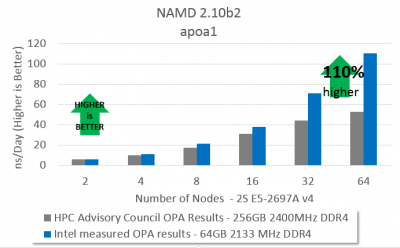 NAMD 2.10b2
apoa1
ns/Day (Higher is Better)
120
100
80
60
40
20
0
HIGHER
is
BETTER
110%
higher
2 4 8 16 32 64
Number of Nodes - 2S E5-2697A v4
HPC Advisory Council OPA Results - 256GB 2400MHz DDR4
Intel measured OPA results - 64GB 2133 MHz DDR4